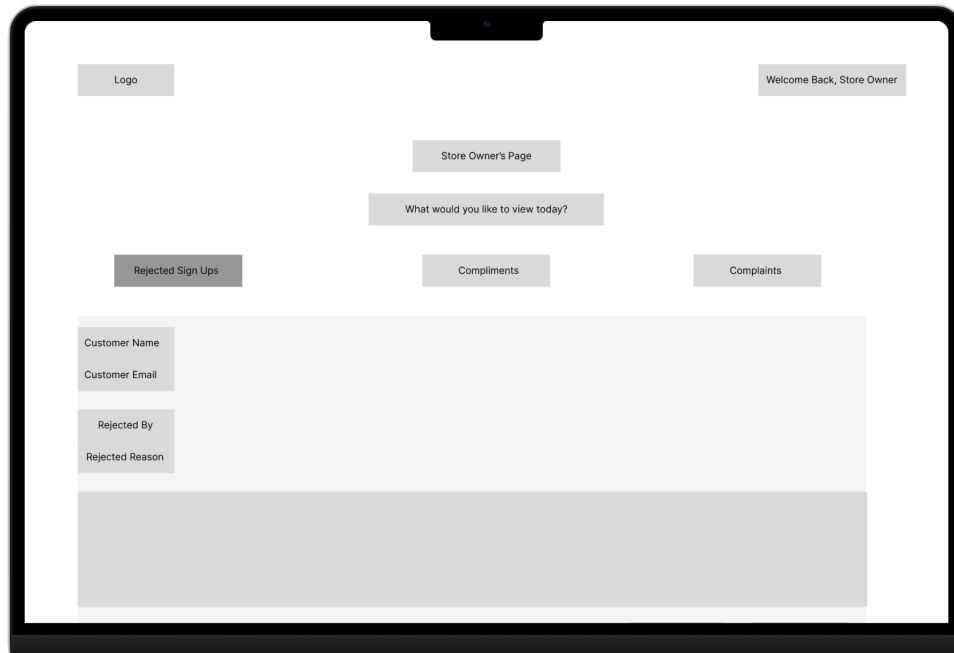 Logo
Welcome Back, Store Owner
Store Owner's Page
What would you like to view today?
Rejected Sign Ups
Compliments
Complaints
Customer Name
Customer Email
Rejected By
Rejected Reason